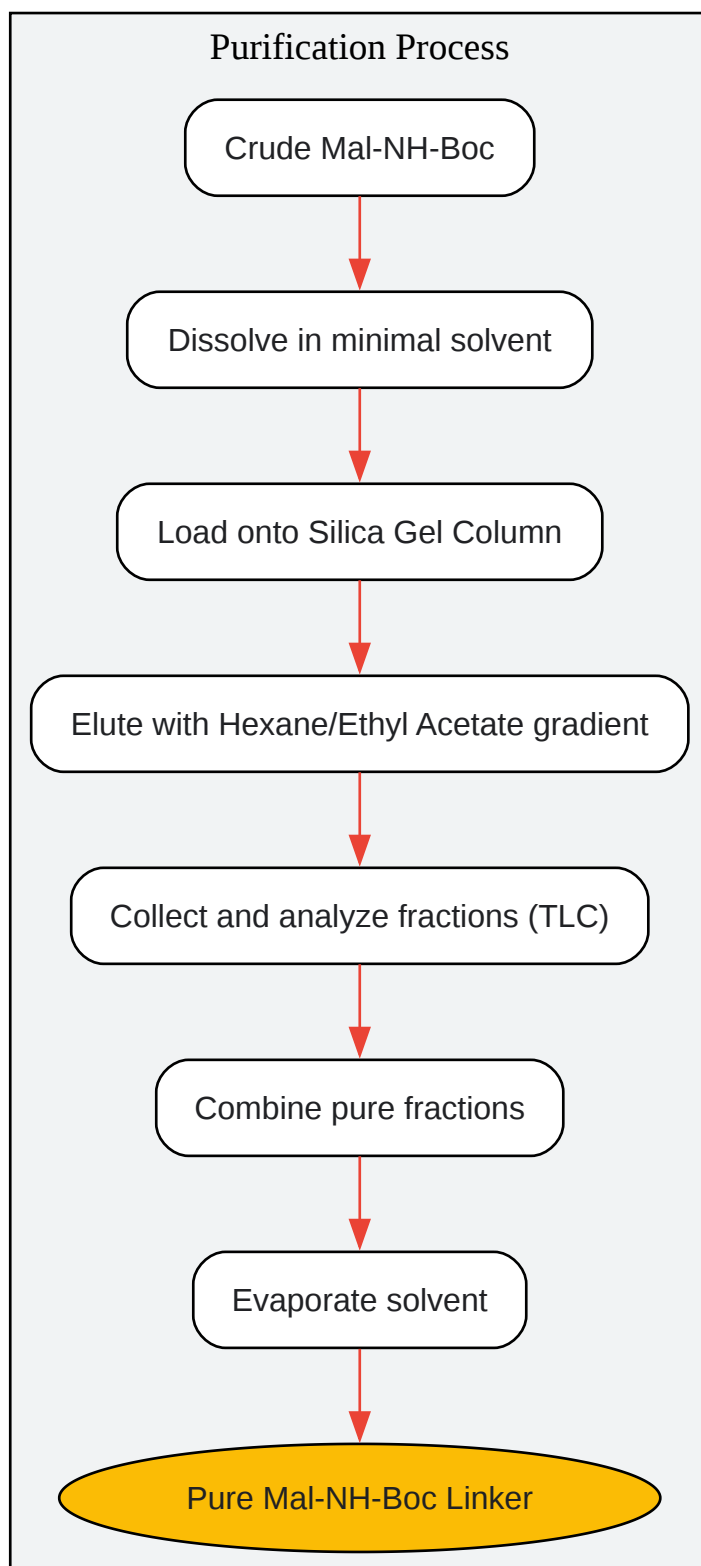 Purification Process
Crude Mal-NH-Boc
Dissolve in minimal solvent
Load onto Silica Gel Column
Elute with Hexane/Ethyl Acetate gradient
Collect and analyze fractions (TLC)
Combine pure fractions
Evaporate solvent
Pure Mal-NH-Boc Linker